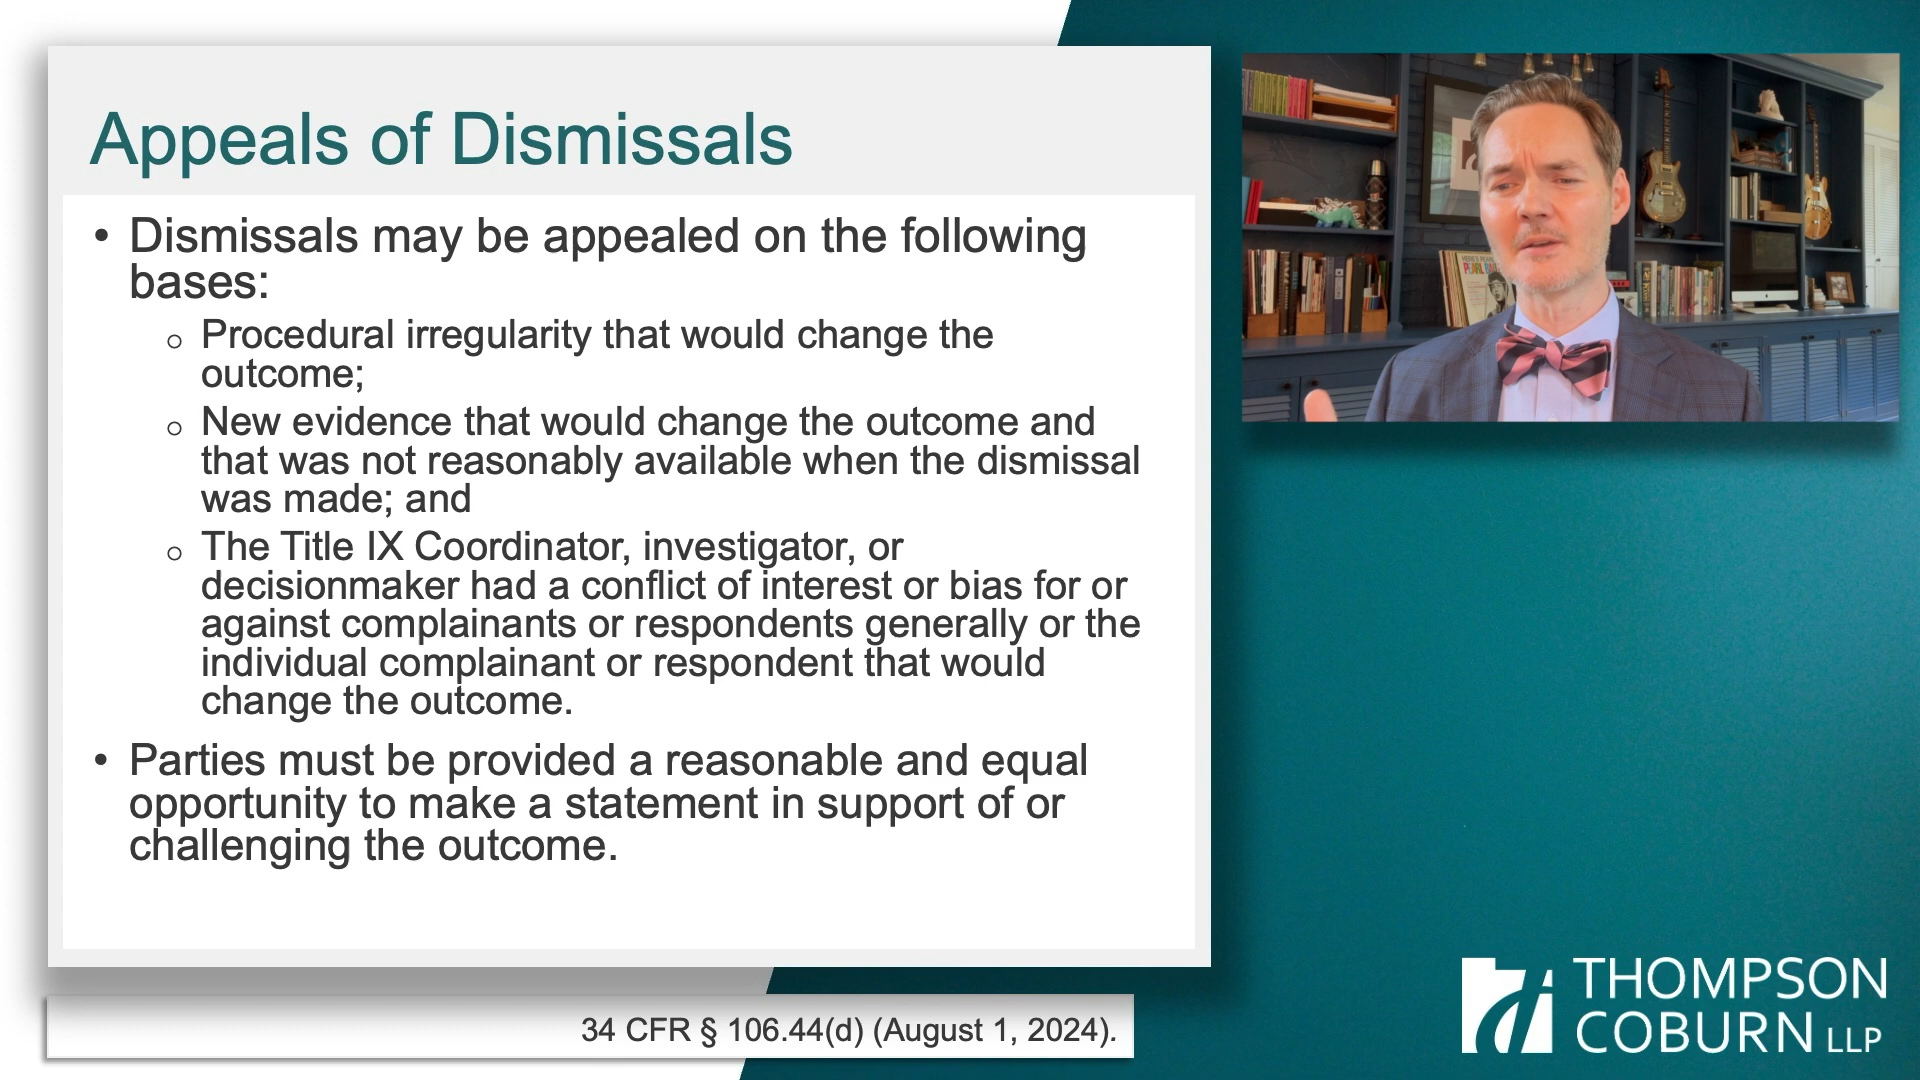 Appeals of Dismissals
• Dismissals may be appealed on the following
bases:
o Procedural irregularity that would change the
outcome;
o New evidence that would change the outcome and
that was not reasonably available when the dismissal
was made; and
o The Title IX Coordinator, investigator, or
decisionmaker had a conflict of interest or bias for or
against complainants or respondents generally or the
individual complainant or respondent that would
change the outcome.
• Parties must be provided a reasonable and equal
opportunity to make a statement in support of or
challenging the outcome.
34 CFR § 106.44(d) (August 1, 2024).
THOMPSON
COBURN LLP